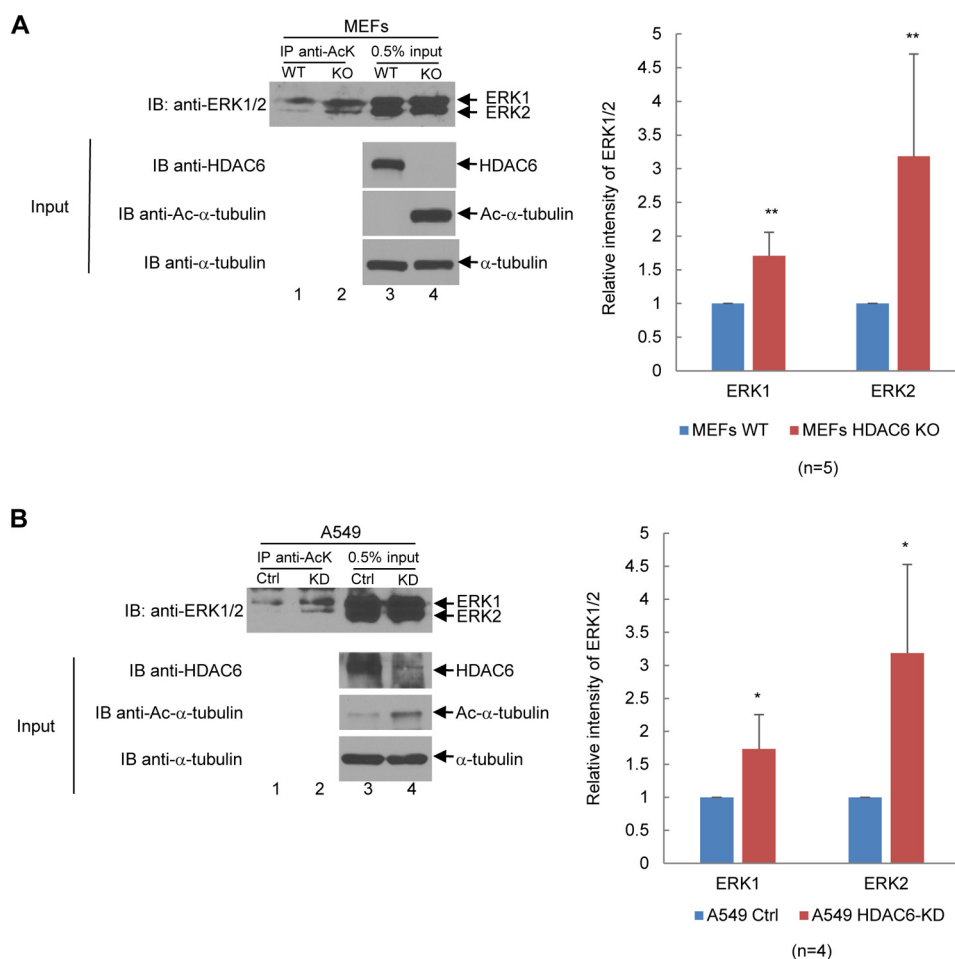 A
MEFs
IP anti-AcK 0.5% input
WT KO WT KO
IB: anti-ERK1/2
ERK1
ERK2
Input
IB anti-HDAC6
HDAC6
IB anti-Ac-α-tubulin
Ac-α-tubulin
IB anti-α-tubulin
α-tubulin
1 2 3 4
Relative intensity of ERK1/2
5
4.5
4
3.5
3
2.5
2
1.5
1
0.5
0
**
**
ERK1 ERK2
MEFs WT MEFs HDAC6 KO
(n=5)
B
A549
IP anti-AcK 0.5% input
Ctrl KD Ctrl KD
IB: anti-ERK1/2
ERK1
ERK2
Input
IB anti-HDAC6
HDAC6
IB anti-Ac-α-tubulin
Ac-α-tubulin
IB anti-α-tubulin
α-tubulin
1 2 3 4
Relative intensity of ERK1/2
5
4.5
4
3.5
3
2.5
2
1.5
1
0.5
0
*
*
ERK1 ERK2
A549 Ctrl A549 HDAC6-KD
(n=4)